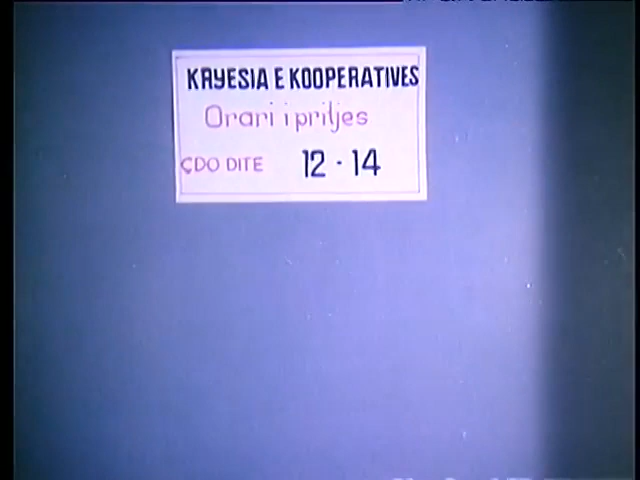 KRYESIA E KOOPERATIVES
Orari i pritjes
ÇDO DITE 12 - 14